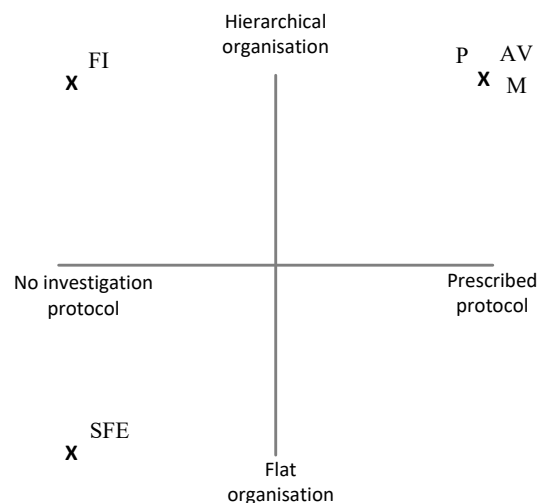 Hierarchical
organisation
FI
P AV
X
X
M
No investigation
protocol
Prescribed
protocol
SFE
X
Flat
organisation